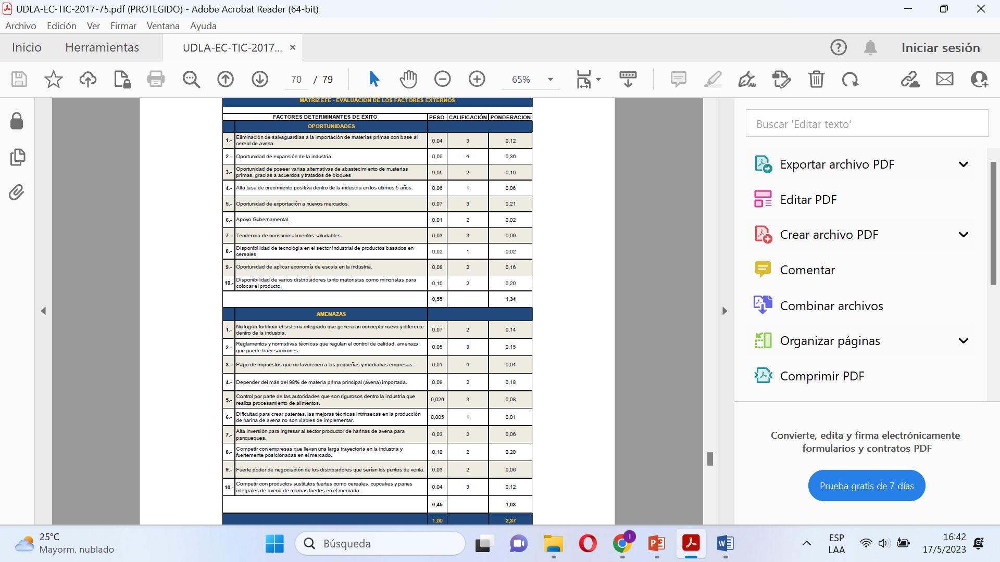 UDLA-EC-TIC-2017-75.pdf (PROTEGIDO) - Adobe Acrobat Reader (64-bit)
Archivo Edición Ver Firmar Ventana Ayuda
Inicio Herramientas UDLA-EC-TIC-2017... × Iniciar sesión
70 / 79 65%
MATRIZ EFE - EVALUACION DE LOS FACTORES EXTERNOS
FACTORES DETERMINANTES DE ÉXITO PESO CALIFICACIÓN PONDERACION
OPORTUNIDADES
1.- Eliminación de salvaguardias a la importación de materias primas con base al
cereal de avena. 0,04 3 0,12
2.- Oportunidad de expansión de la industria. 0,09 4 0,36
3.- Oportunidad de poseer varias alternativas de abastecimiento de m.aterias
primas, gracias a acuerdos y tratados de bloques 0,05 2 0,10
4.- Alta tasa de crecimiento positiva dentro de la industria en los ultimos 5 años. 0,06 1 0,06
5.- Oportunidad de exportación a nuevos mercados. 0,07 3 0,21
6.- Apoyo Gubernamental. 0,01 2 0,02
7.- Tendencia de consumir alimentos saludables. 0,03 3 0,09
8.- Disponibilidad de tecnológia en el sector industrial de productos basados en
cereales. 0,02 1 0,02
9.- Oportunidad de aplicar economía de escala en la industria. 0,08 2 0,16
10.- Disponibilidad de varios distribuidores tanto matoristas como minoristas para
colocar el producto. 0,10 2 0,20
0,55 1,34
AMENAZAS
1.- No lograr fortificar el sistema integrado que genera un concepto nuevo y diferente
dentro de la industria. 0,07 2 0,14
2.- Reglamentos y normativas técnicas que regulan el control de calidad, amenaza
que puede traer sanciones. 0,05 3 0,15
3.- Pago de impuestos que no favorecen a las pequeñas y medianas empresas. 0,01 4 0,04
4.- Depender del más del 98% de materia prima principal (avena) importada. 0,09 2 0,18
5.- Control por parte de las autoridades que son rigurosos dentro la industria que
realiza procesamiento de alimentos. 0,026 3 0,08
6.- Dificultad para crear patentes, las mejoras técnicas intrínsecas en la producción
de harina de avena no son viables de implementar. 0,005 1 0,01
7.- Alta inversión para ingresar al sector productor de harinas de avena para
panqueques. 0,03 2 0,06
8.- Competir con empresas que llevan una larga trayectoria en la industria y
fuertemente posicionadas en el mercado. 0,10 2 0,20
9.- Fuerte poder de negociación de los distribuidores que serían los puntos de venta. 0,03 2 0,06
10.- Competir con productos sustitutos fuertes como cereales, cupcakes y panes
integrales de avena de marcas fuertes en el mercado. 0,04 3 0,12
0,45 1,03
1,00 2,37
Buscar 'Editar texto'
Exportar archivo PDF
Editar PDF
Crear archivo PDF
Comentar
Combinar archivos
Organizar páginas
Comprimir PDF
Convierte, edita y firma electrónicamente
formularios y contratos PDF
Prueba gratis de 7 días
25°C
Mayorm. nublado
Búsqueda
ESP
LAA
16:42
17/5/2023